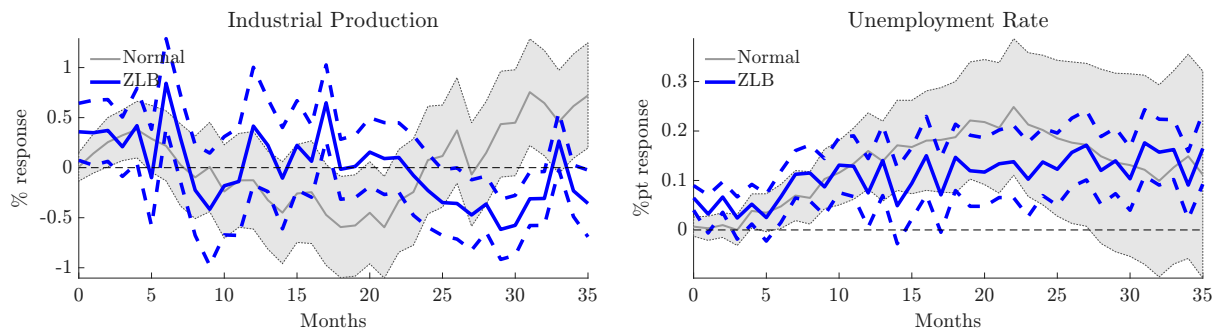 Industrial Production
Normal
ZLB
% response
1
0.5
0
-0.5
-1
0 5 10 15 20 25 30 35
Months
Unemployment Rate
Normal
ZLB
%pt response
0.3
0.2
0.1
0
0 5 10 15 20 25 30 35
Months